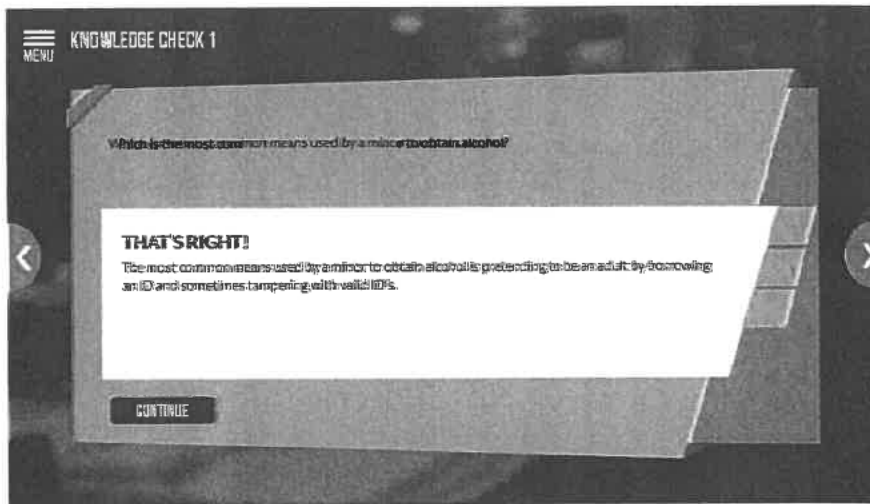 MENU
KNOWLEDGE CHECK 1
Which is the most common means used by a minor to obtain alcohol?
THAT'S RIGHT!
The most common means used by a minor to obtain alcohol is pretending to be an adult by borrowing
an ID and sometimes tampering with valid ID's.
CONTINUE